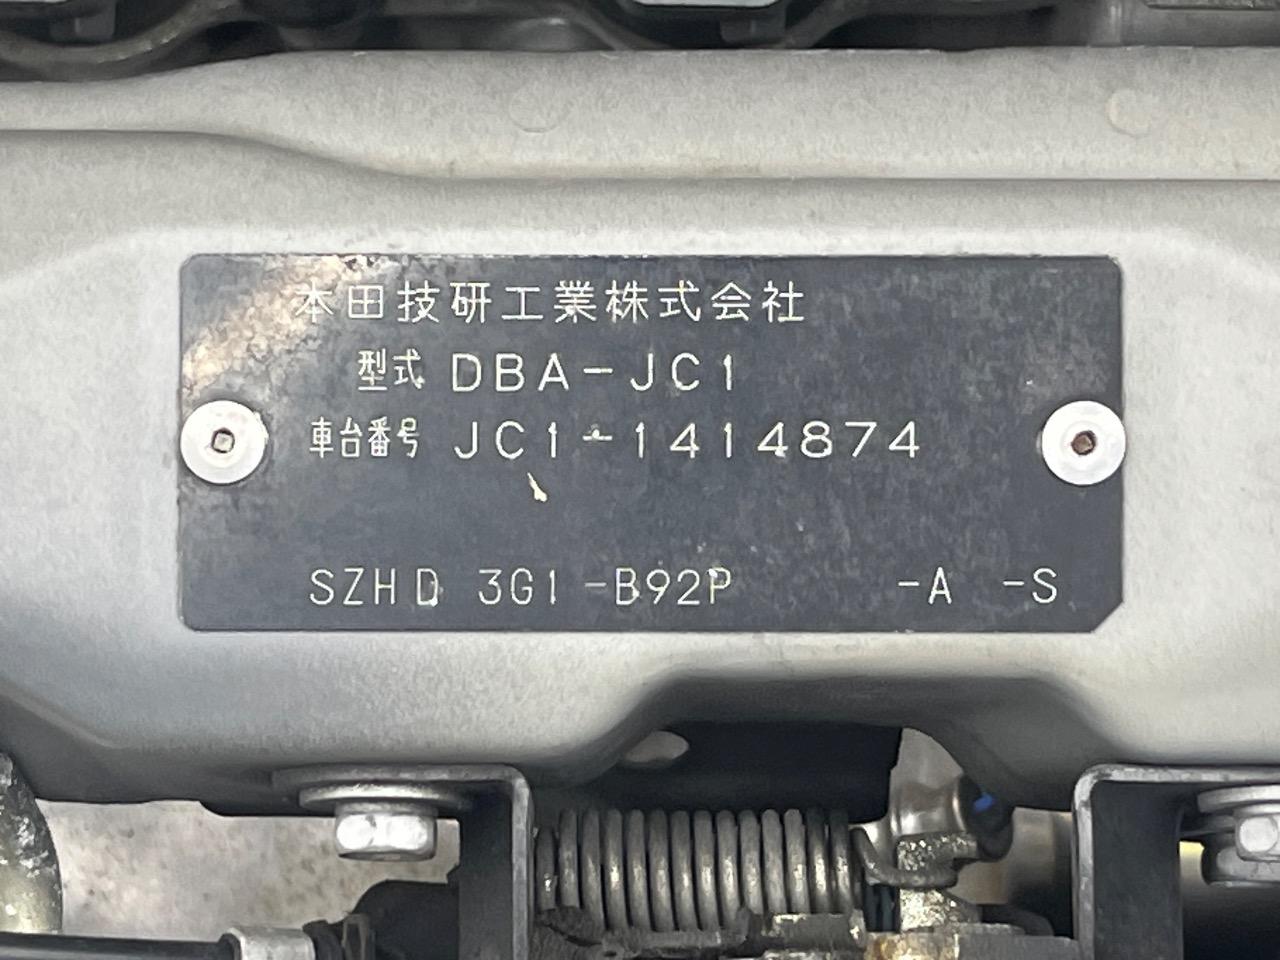 本田技研工業株式会社
型式 DBA-JC1
車台番号 JC1-1414874
SZHD 3G1-B92P -A -S